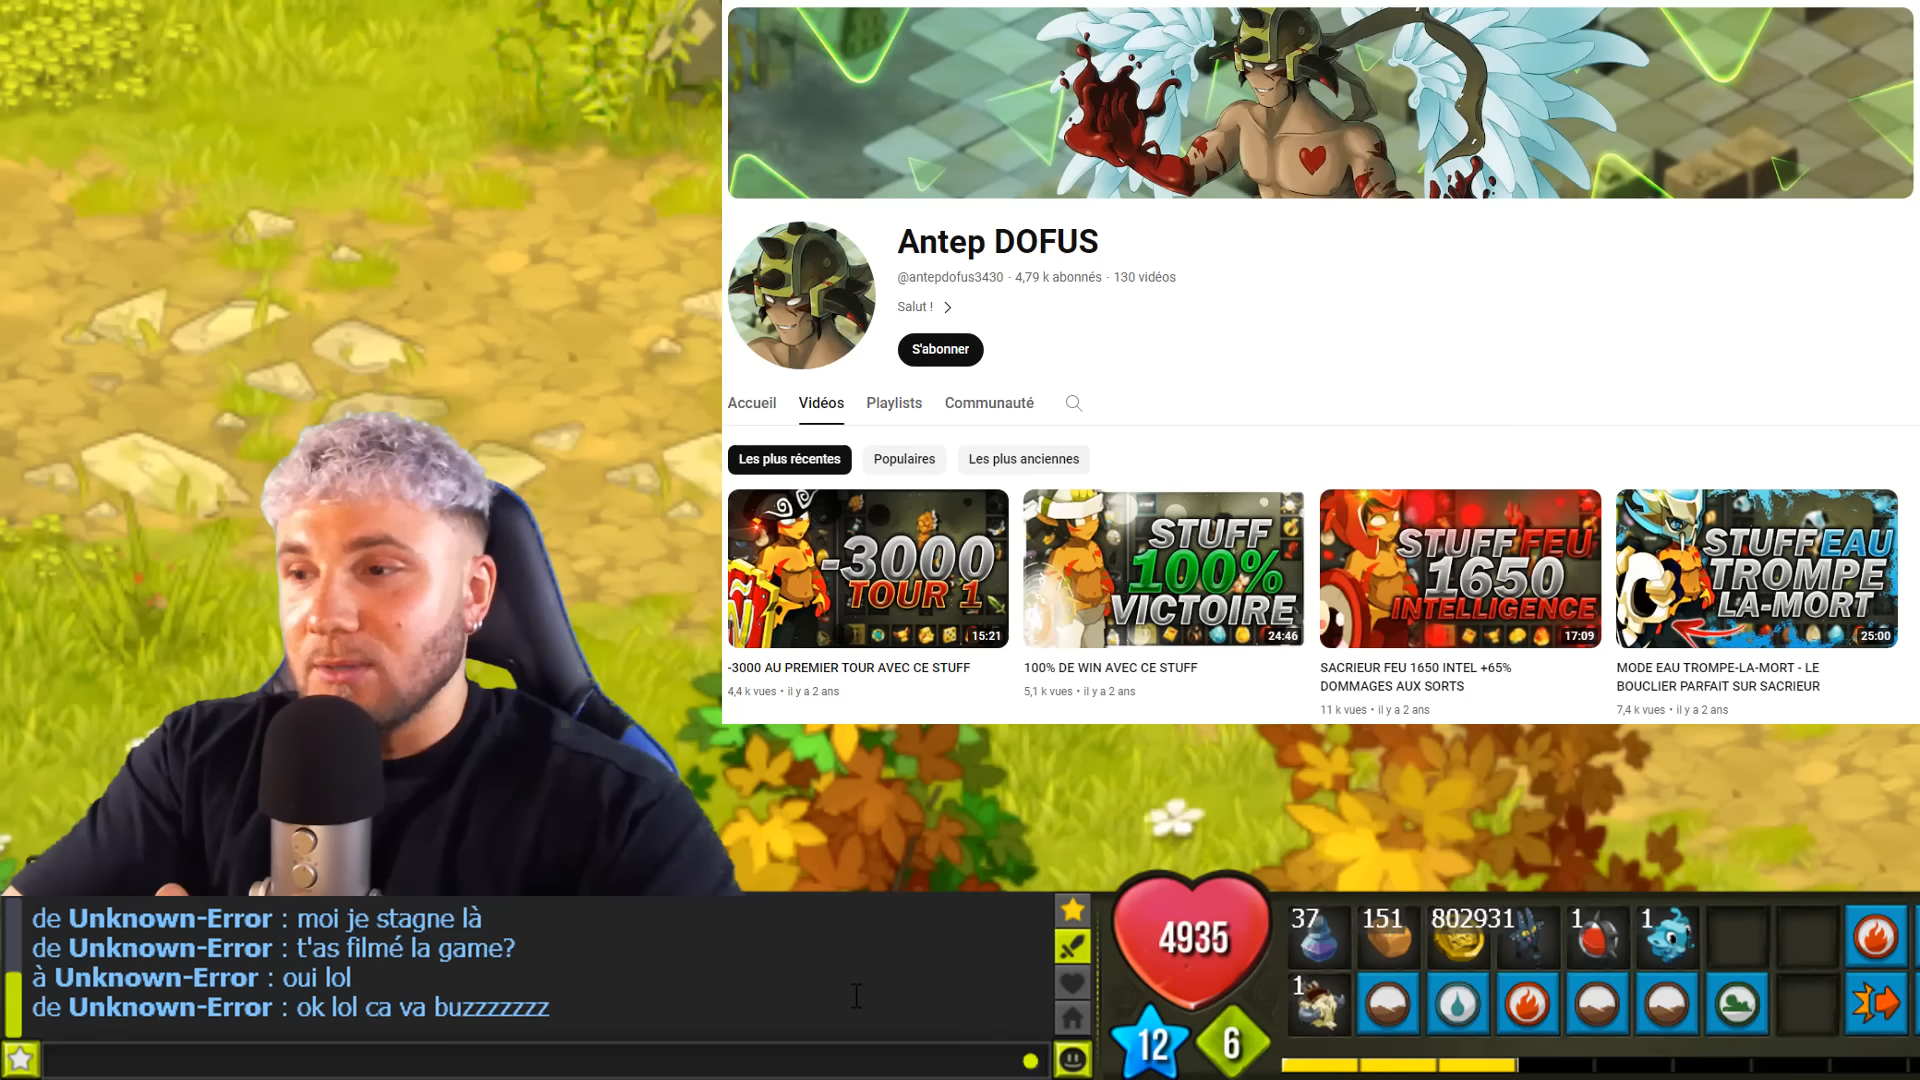 Antep DOFUS
@antepdofus3430 · 4,79 k abonnés · 130 vidéos
Salut !
S'abonner
Accueil Vidéos Playlists Communauté
Les plus récentes Populaires Les plus anciennes
-3000
TOUR 1
15:21
STUFF
100%
VICTOIRE
24:46
STUFF FEU
1650
INTELLIGENCE
17:09
STUFF EAU
TROMPE
LA-MORT
25:00
-3000 AU PREMIER TOUR AVEC CE STUFF
4,4 k vues • il y a 2 ans
100% DE WIN AVEC CE STUFF
5,1 k vues • il y a 2 ans
SACRIEUR FEU 1650 INTEL +65%
DOMMAGES AUX SORTS
11 k vues • il y a 2 ans
MODE EAU TROMPE-LA-MORT - LE
BOUCLIER PARFAIT SUR SACRIEUR
7,4 k vues • il y a 2 ans
de Unknown-Error : moi je stagne là
de Unknown-Error : t'as filmé la game?
à Unknown-Error : oui lol
de Unknown-Error : ok lol ca va buzzzzzzz
4935
12
6
37 151 802931 1 1
1